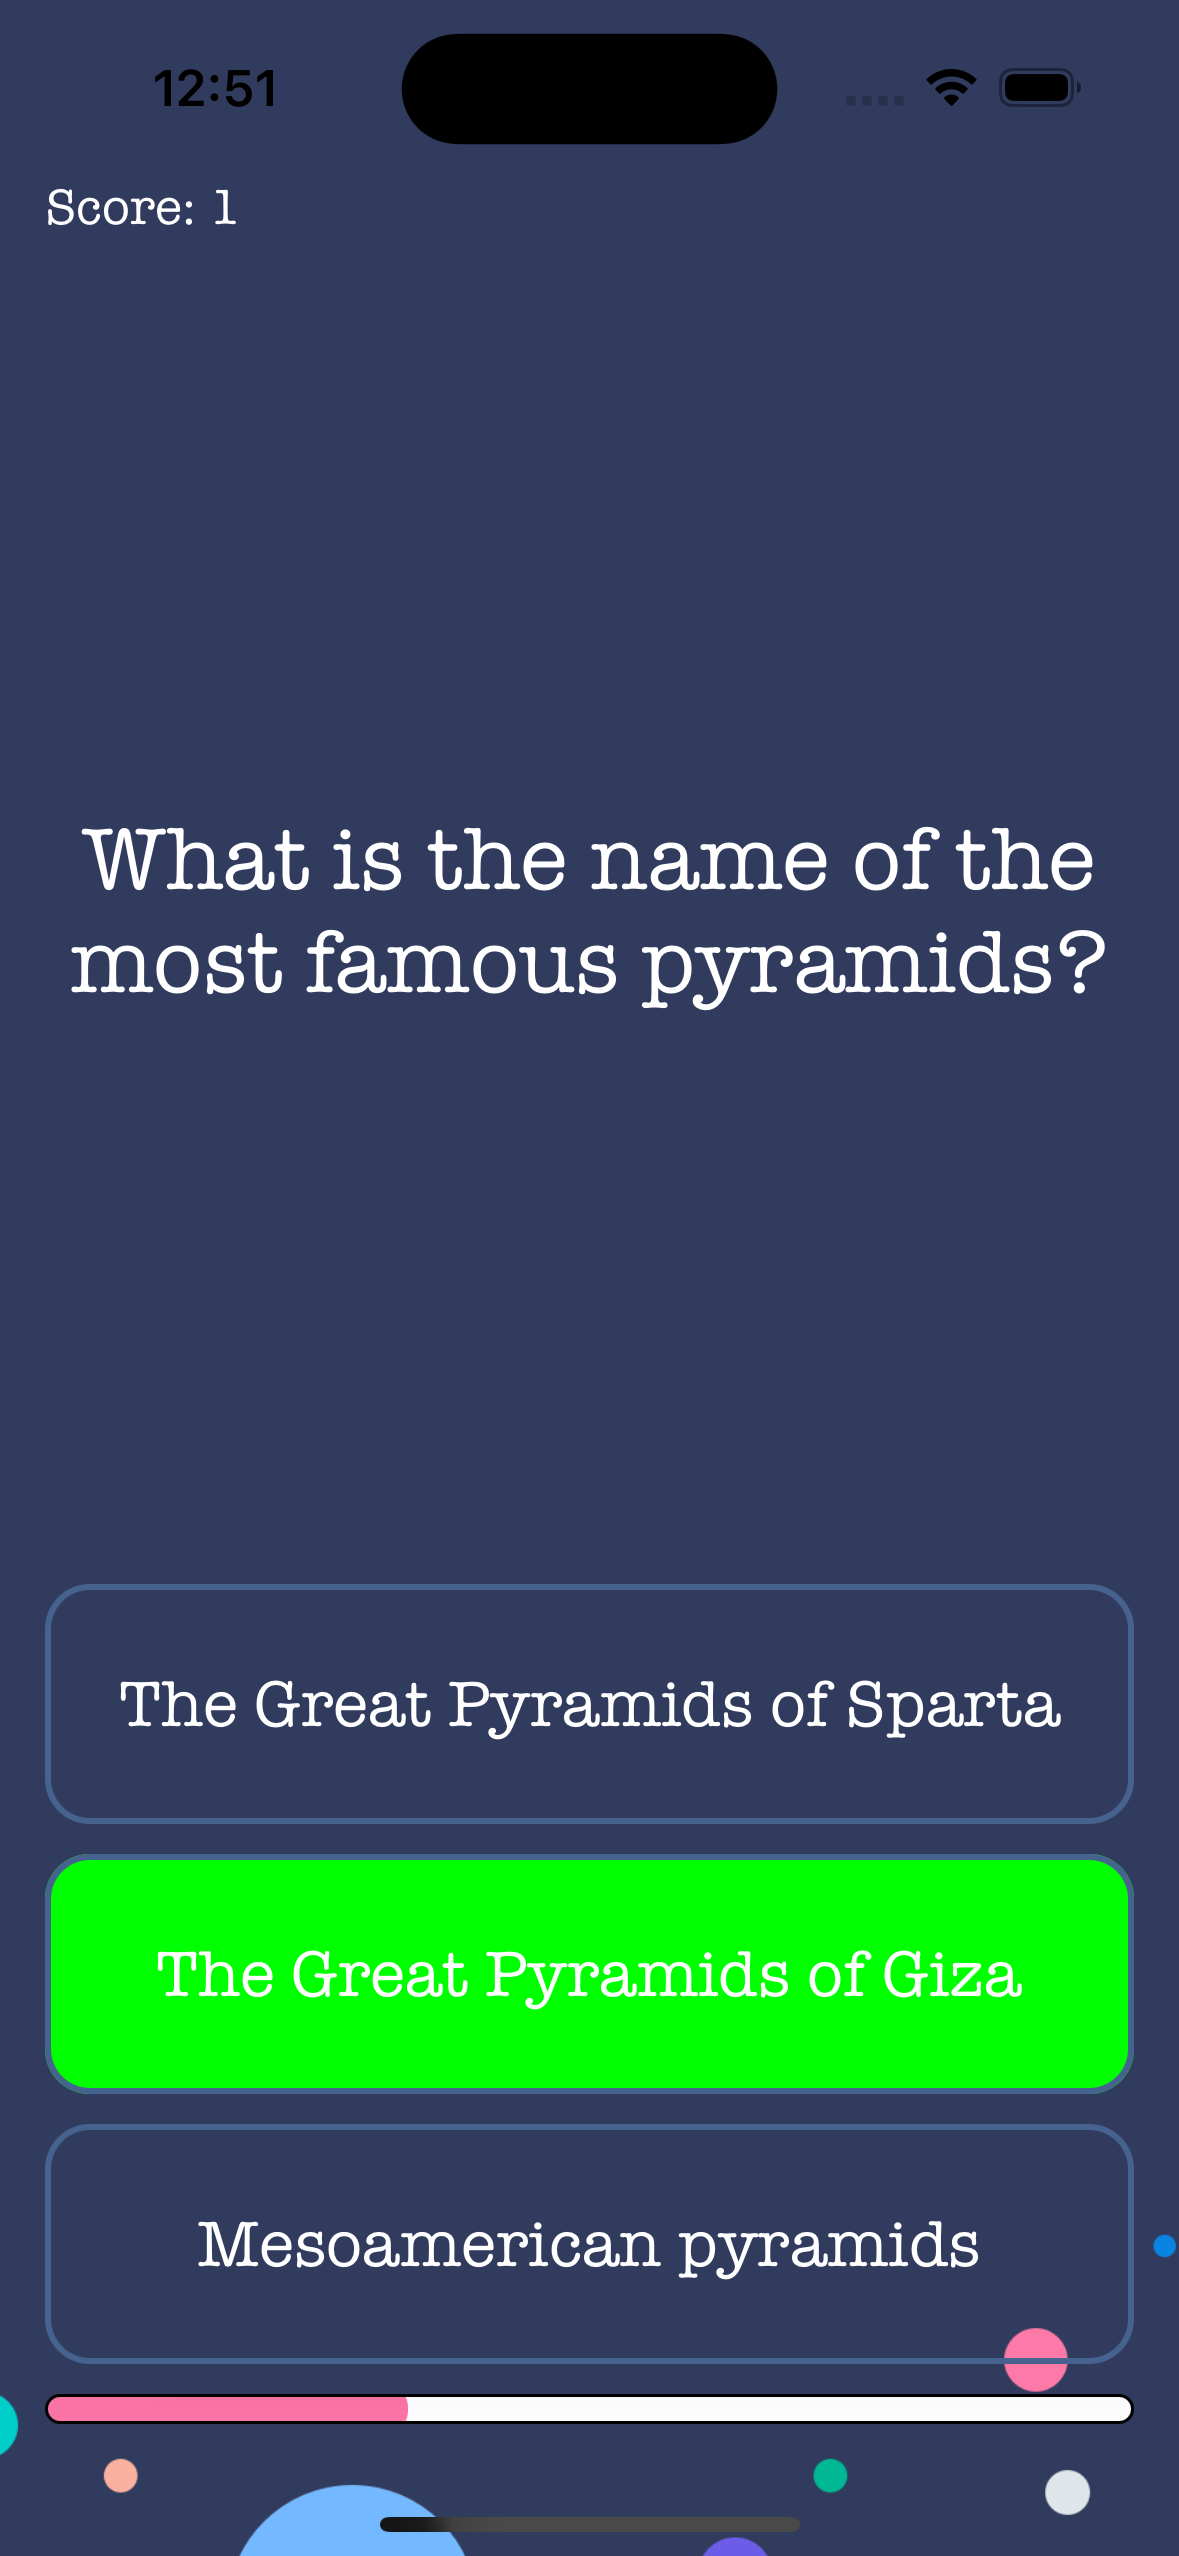 12:51
Score: 1
What is the name of the
most famous pyramids?
The Great Pyramids of Sparta
The Great Pyramids of Giza
Mesoamerican pyramids